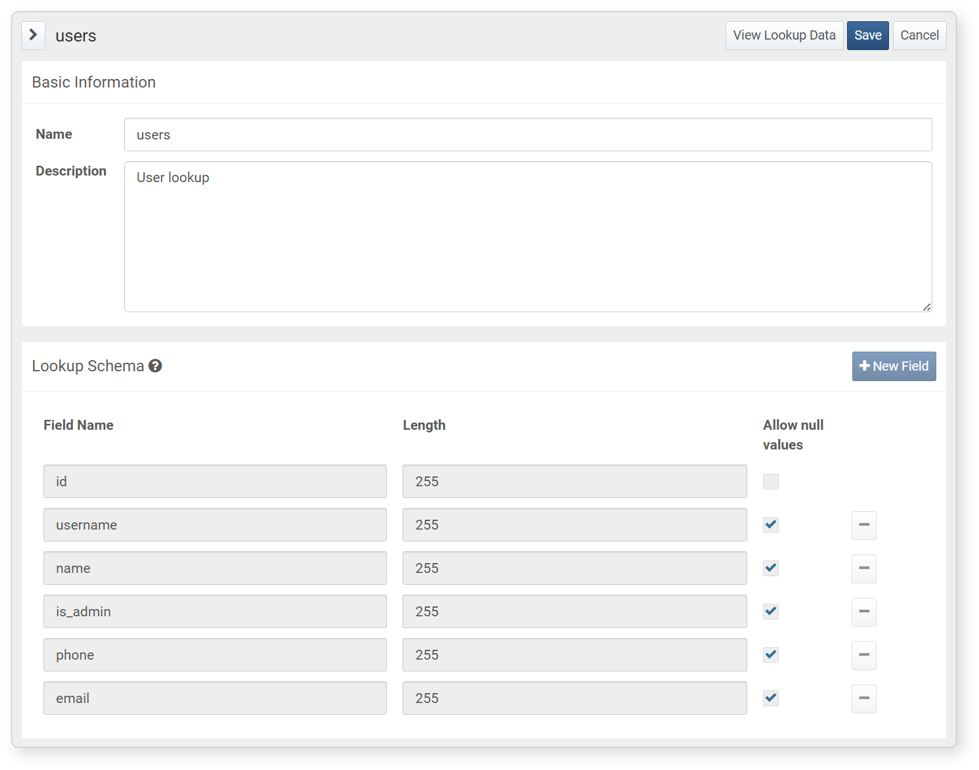 users
View Lookup Data
Save
Cancel
Basic Information
Name
users
Description
User lookup
Lookup Schema
New Field
Field Name
Length
Allow null
values
id
255
username
255
name
255
is_admin
255
phone
255
email
255